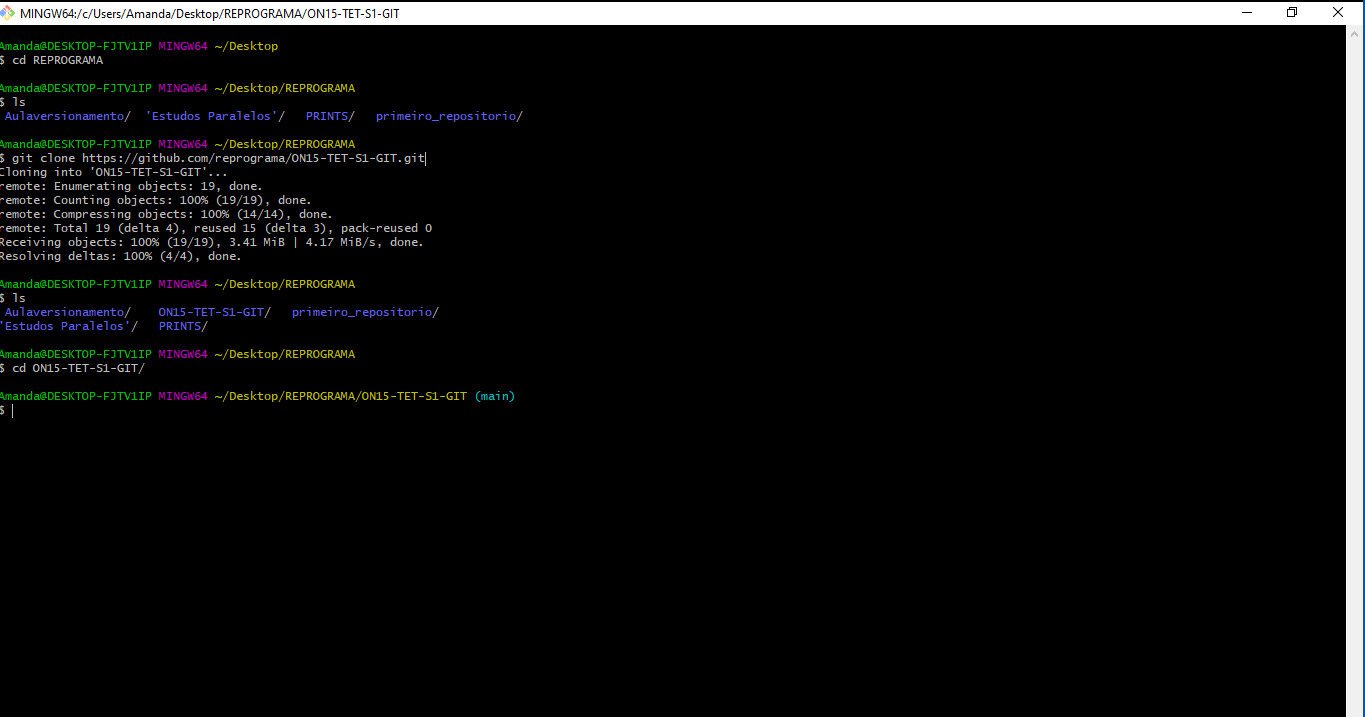 MINGW64:/c/Users/Amanda/Desktop/REPROGRAMA/ON15-TET-S1-GIT
Amanda@DESKTOP-FJTV1IP MINGW64 ~/Desktop
$ cd REPROGRAMA
Amanda@DESKTOP-FJTV1IP MINGW64 ~/Desktop/REPROGRAMA
$ ls
Aulaversionamento/ 'Estudos Paralelos'/ PRINTS/ primeiro_repositorio/
Amanda@DESKTOP-FJTV1IP MINGW64 ~/Desktop/REPROGRAMA
$ git clone https://github.com/reprograma/ON15-TET-S1-GIT.git
Cloning into 'ON15-TET-S1-GIT'...
remote: Enumerating objects: 19, done.
remote: Counting objects: 100% (19/19), done.
remote: Compressing objects: 100% (14/14), done.
remote: Total 19 (delta 4), reused 15 (delta 3), pack-reused 0
Receiving objects: 100% (19/19), 3.41 MiB | 4.17 MiB/s, done.
Resolving deltas: 100% (4/4), done.
Amanda@DESKTOP-FJTV1IP MINGW64 ~/Desktop/REPROGRAMA
$ ls
Aulaversionamento/ ON15-TET-S1-GIT/ primeiro_repositorio/
'Estudos Paralelos'/ PRINTS/
Amanda@DESKTOP-FJTV1IP MINGW64 ~/Desktop/REPROGRAMA
$ cd ON15-TET-S1-GIT/
Amanda@DESKTOP-FJTV1IP MINGW64 ~/Desktop/REPROGRAMA/ON15-TET-S1-GIT (main)
$